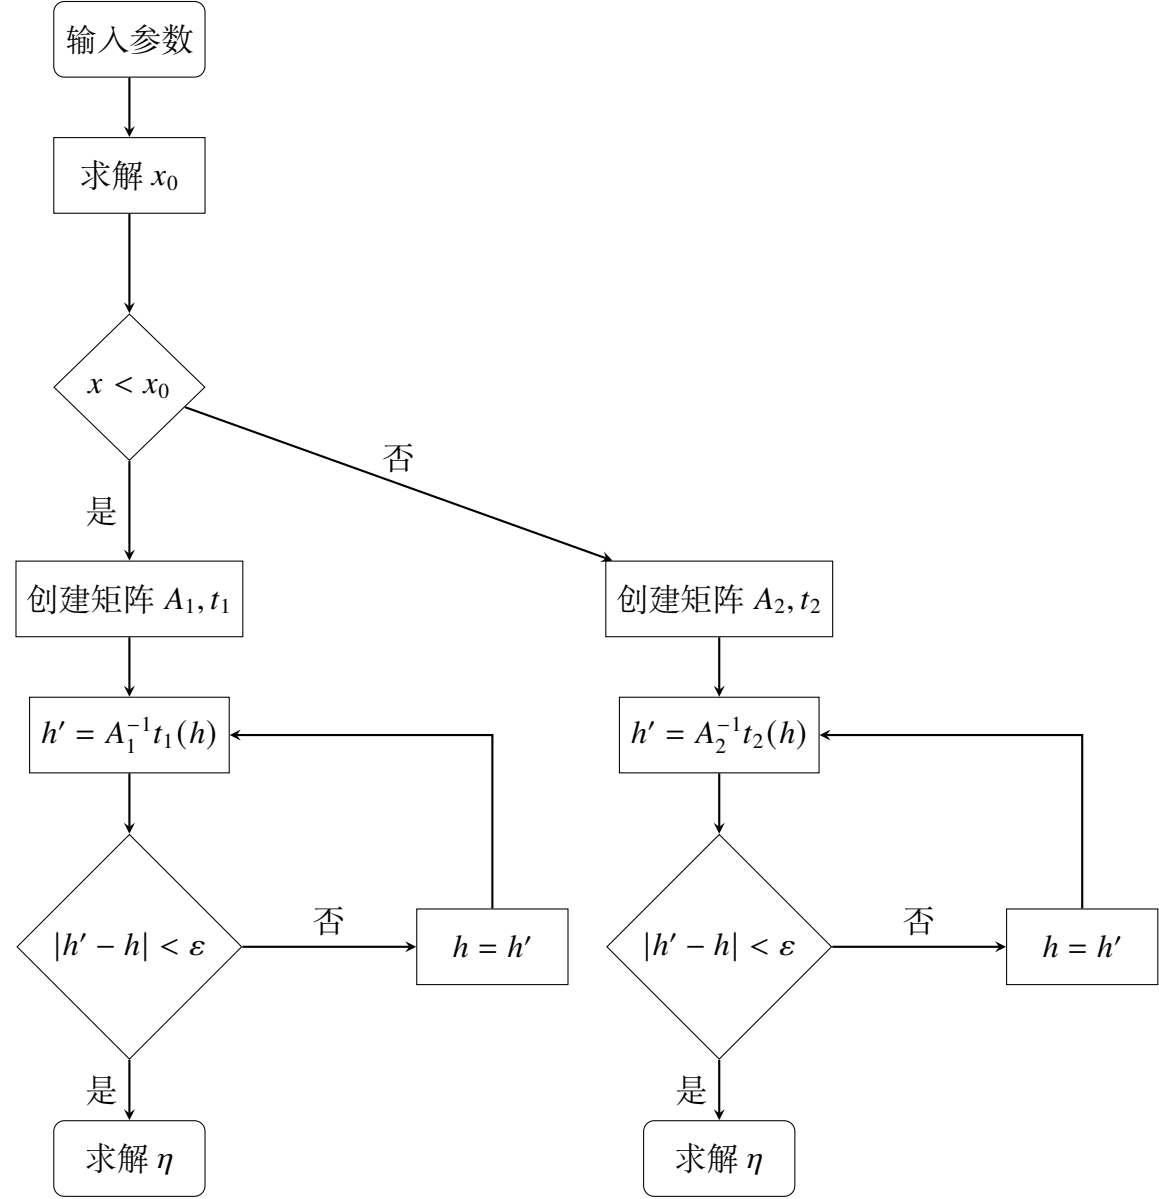 输入参数
求解 x₀
x < x₀
否
是
创建矩阵 A₁, t₁
创建矩阵 A₂, t₂
h′ = A₁⁻¹t₁(h)
h′ = A₂⁻¹t₂(h)
|h′ − h| < ε
否
h = h′
|h′ − h| < ε
否
h = h′
是
是
求解 η
求解 η